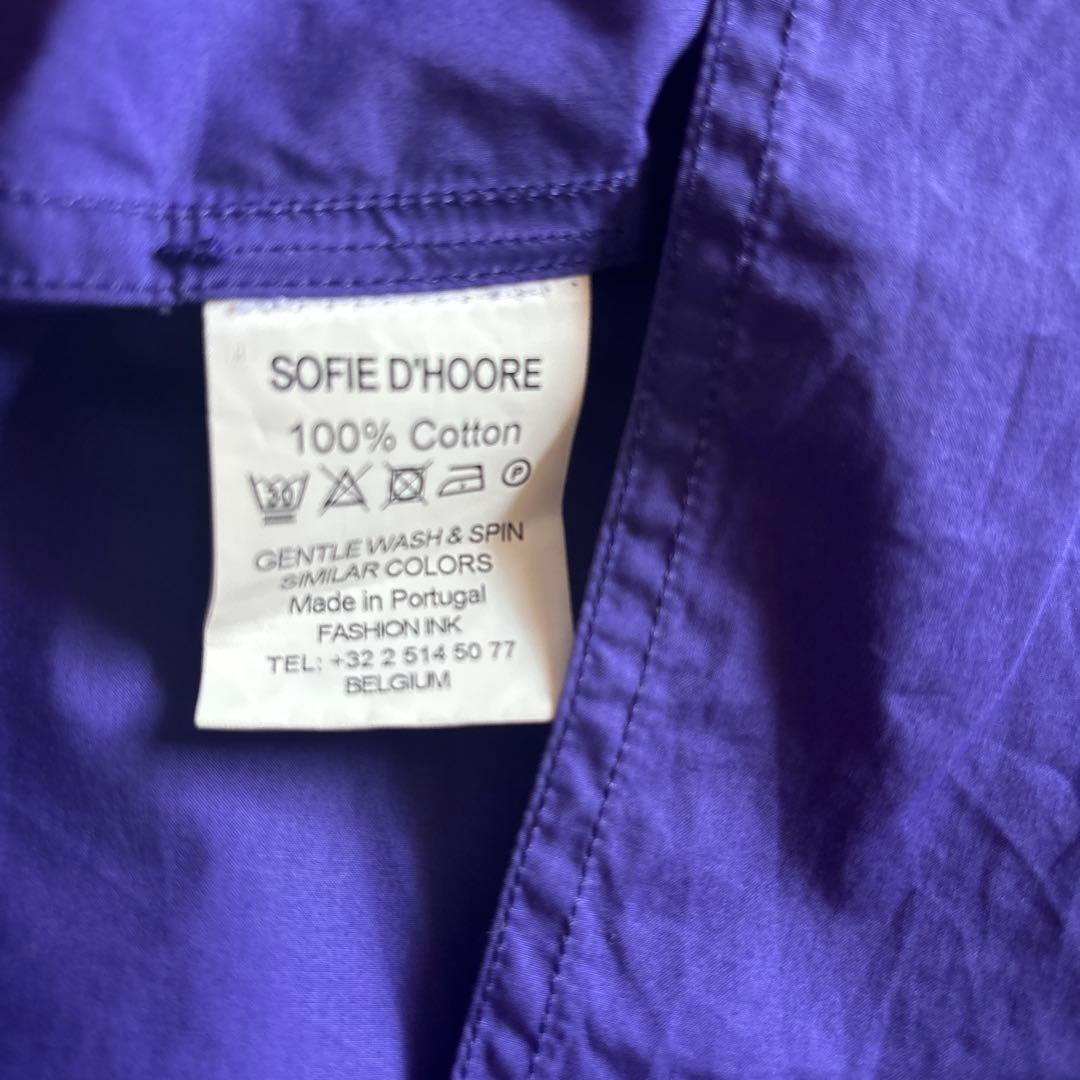 SOFIE D'HOORE
100% Cotton
30 P
GENTLE WASH & SPIN
SIMILAR COLORS
Made in Portugal
FASHION INK
TEL: +32 2 514 50 77
BELGIUM